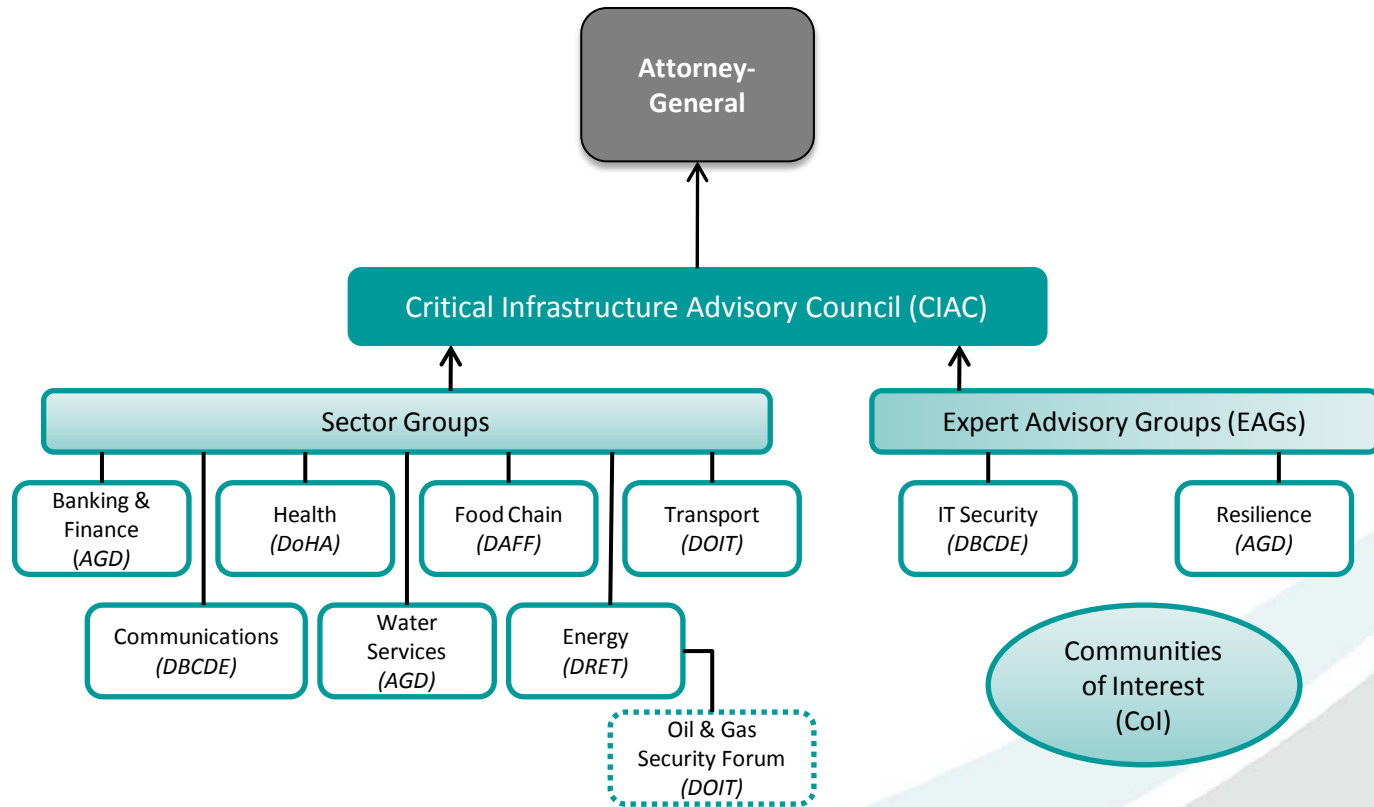 Attorney-
General
Critical Infrastructure Advisory Council (CIAC)
Sector Groups
Expert Advisory Groups (EAGs)
Banking &
Finance
(AGD)
Health
(DoHA)
Food Chain
(DAFF)
Transport
(DOIT)
IT Security
(DBCDE)
Resilience
(AGD)
Communications
(DBCDE)
Water
Services
(AGD)
Energy
(DRET)
Communities
of Interest
(CoI)
Oil & Gas
Security Forum
(DOIT)